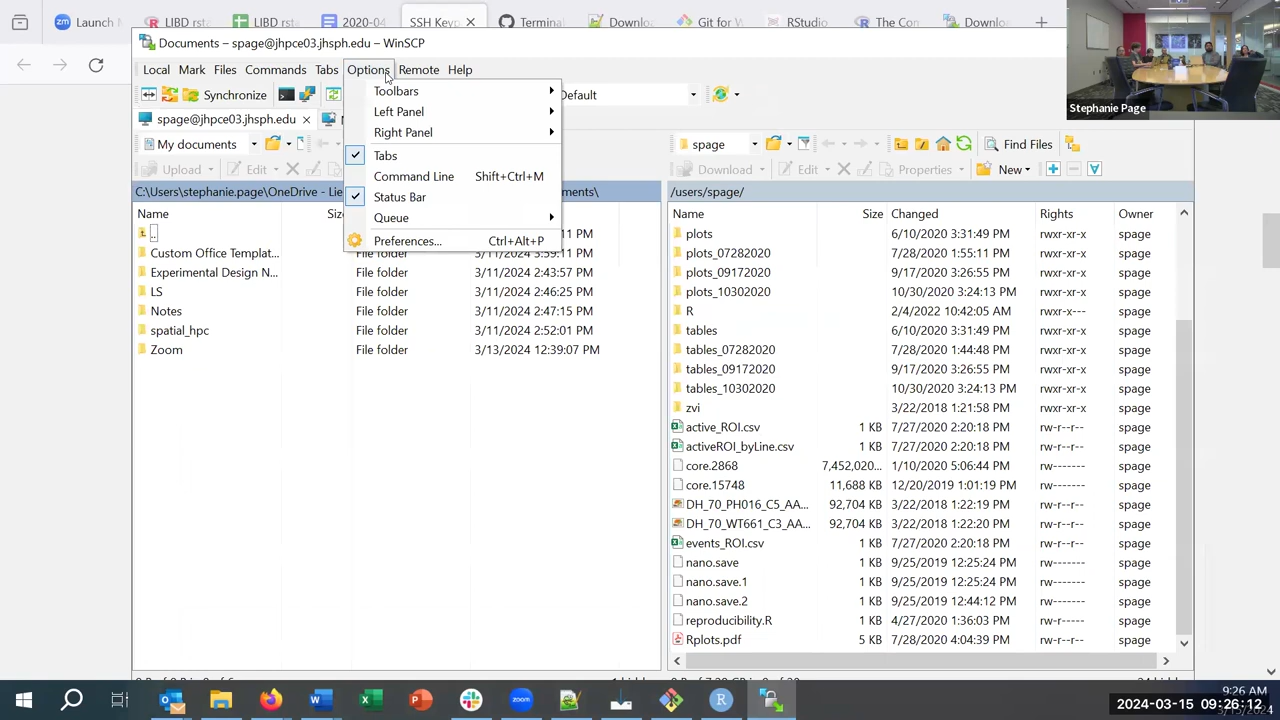 Launch M
LIBD rsta
LIBD rsta
2020-04
SSH Keyp
Terminal
Downloa
Git for W
RStudio
The Con
Downloa
Documents – spage@jhpce03.jhsph.edu – WinSCP
Local Mark Files Commands Tabs Options Remote Help
Synchronize
Default
spage@jhpce03.jhsph.edu
Toolbars
Left Panel
Right Panel
Tabs
Command Line Shift+Ctrl+M
Status Bar
Queue
Preferences... Ctrl+Alt+P
Stephanie Page
My documents
spage
Find Files
Upload
Edit
Download
Edit
Properties
New
C:\Users\stephanie.page\OneDrive - Lie
ments\
/users/spage/
Name Siz
Name Size Changed Rights Owner
..
11 PM
Custom Office Templat... File folder 3/11/2024 3:59:11 PM
Experimental Design N... File folder 3/11/2024 2:43:57 PM
LS File folder 3/11/2024 2:46:25 PM
Notes File folder 3/11/2024 2:47:15 PM
spatial_hpc File folder 3/11/2024 2:52:01 PM
Zoom File folder 3/13/2024 12:39:07 PM
plots 6/10/2020 3:31:49 PM rwxr-xr-x spage
plots_07282020 7/28/2020 1:55:11 PM rwxr-xr-x spage
plots_09172020 9/17/2020 3:26:55 PM rwxr-xr-x spage
plots_10302020 10/30/2020 3:24:13 PM rwxr-xr-x spage
R 2/4/2022 10:42:05 AM rwxr-x--- spage
tables 6/10/2020 3:31:49 PM rwxr-xr-x spage
tables_07282020 7/28/2020 1:44:48 PM rwxr-xr-x spage
tables_09172020 9/17/2020 3:26:55 PM rwxr-xr-x spage
tables_10302020 10/30/2020 3:24:13 PM rwxr-xr-x spage
zvi 3/22/2018 1:21:58 PM rwxr-xr-x spage
active_ROI.csv 1 KB 7/27/2020 2:20:18 PM rw-r--r-- spage
activeROI_byLine.csv 1 KB 7/27/2020 2:20:18 PM rw-r--r-- spage
core.2868 7,452,020... 1/10/2020 5:06:44 PM rw------- spage
core.15748 11,688 KB 12/20/2019 1:01:19 PM rw------- spage
DH_70_PH016_C5_AA... 92,704 KB 3/22/2018 1:22:19 PM rw-r--r-- spage
DH_70_WT661_C3_AA... 92,704 KB 3/22/2018 1:22:20 PM rw-r--r-- spage
events_ROI.csv 1 KB 7/27/2020 2:20:18 PM rw-r--r-- spage
nano.save 1 KB 9/25/2019 12:25:24 PM rw------- spage
nano.save.1 1 KB 9/25/2019 12:25:24 PM rw------- spage
nano.save.2 1 KB 9/25/2019 12:44:12 PM rw------- spage
reproducibility.R 1 KB 4/27/2020 1:36:03 PM rw-r----- spage
Rplots.pdf 5 KB 7/28/2020 4:04:39 PM rw-r--r-- spage
9:26 AM
2024-03-15 09:26:12